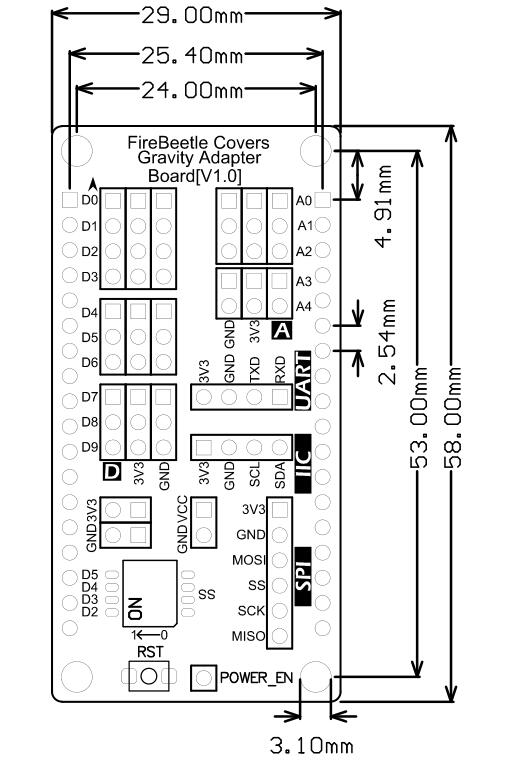 29.00mm
25.40mm
24.00mm
FireBeetle Covers
Gravity Adapter
Board[V1.0]
4.91mm
D0
D1
D2
D3
A0
A1
A2
A3
A4
GND
3V3
A
D4
D5
D6
2.54mm
3V3
GND
TXD
RXD
UART
D7
D8
D9
D
3V3
GND
3V3
GND
SCL
SDA
IIC
53.00mm
58.00mm
3V3
GND
VCC
GND
3V3
GND
MOSI
SS
SCK
MISO
SPI
D5
D4
D3
D2
ON
SS
1 0
RST
POWER_EN
3.10mm